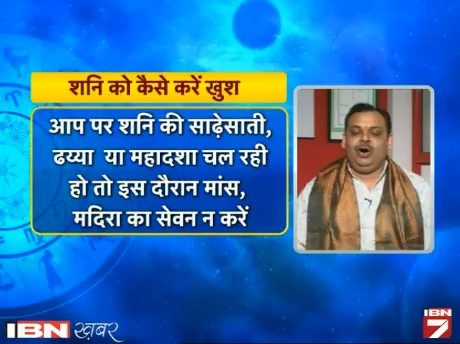 शनि को कैसे करें खुश
आप पर शनि की साढ़ेसाती,
ढय्या या महादशा चल रही
हो तो इस दौरान मांस,
मदिरा का सेवन न करें
IBN ख़बर
IBN
7